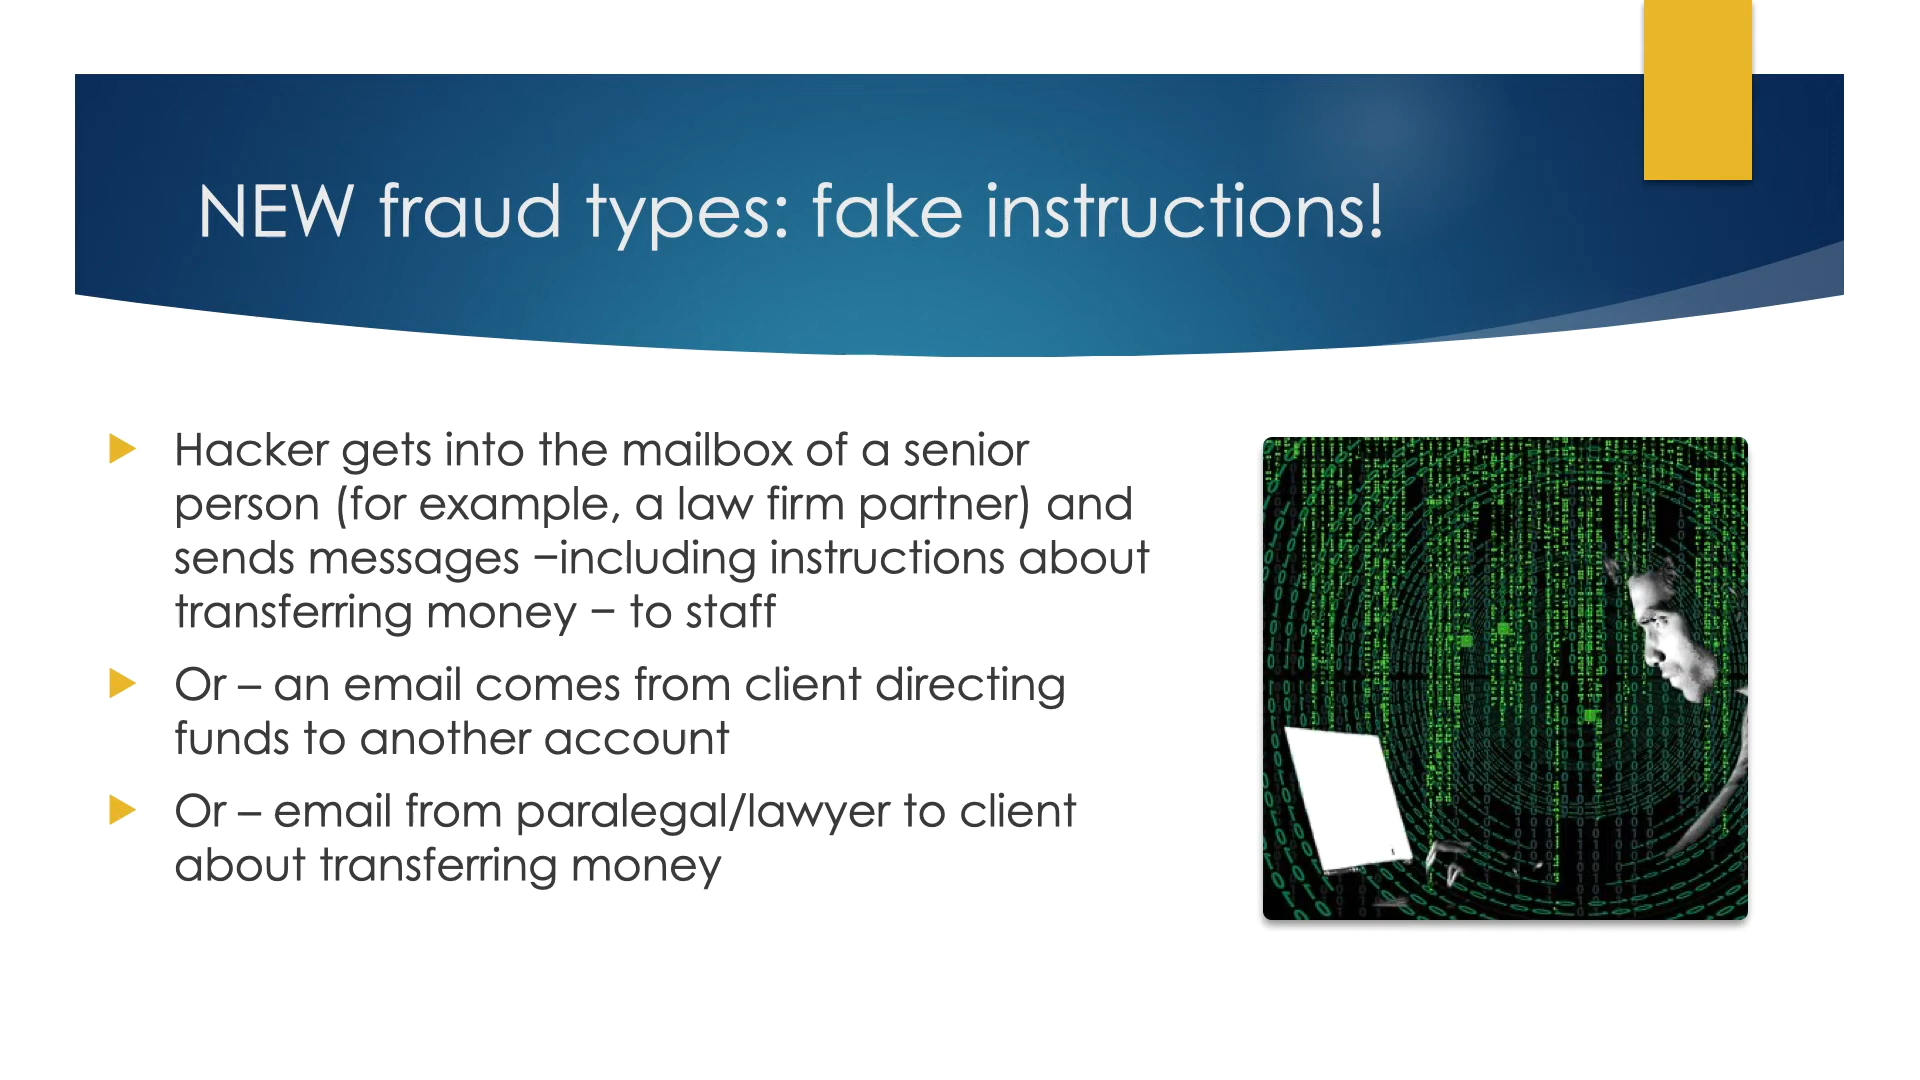 NEW fraud types: fake instructions!
Hacker gets into the mailbox of a senior
person (for example, a law firm partner) and
sends messages –including instructions about
transferring money – to staff
Or – an email comes from client directing
funds to another account
Or – email from paralegal/lawyer to client
about transferring money